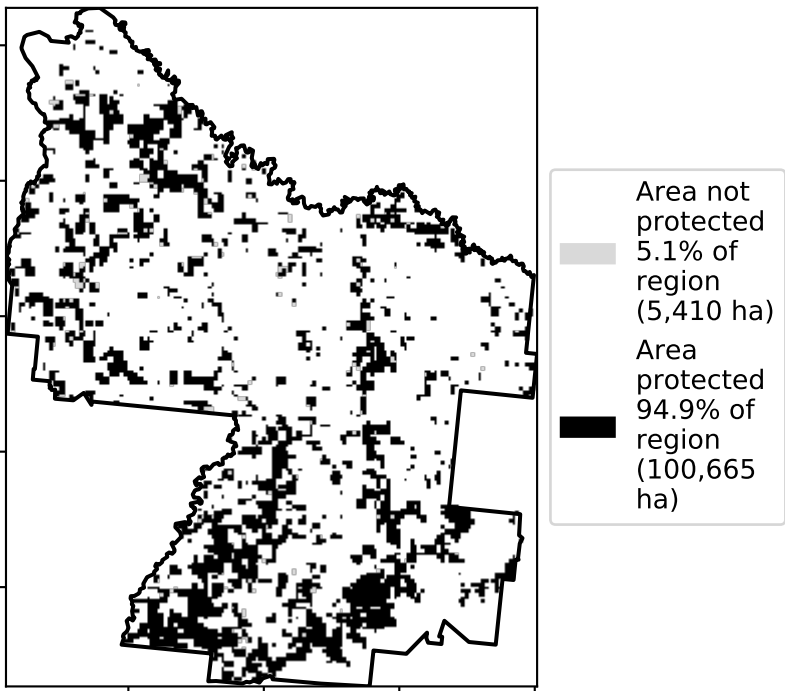 Area not
protected
5.1% of
region
(5,410 ha)
Area
protected
94.9% of
region
(100,665
ha)